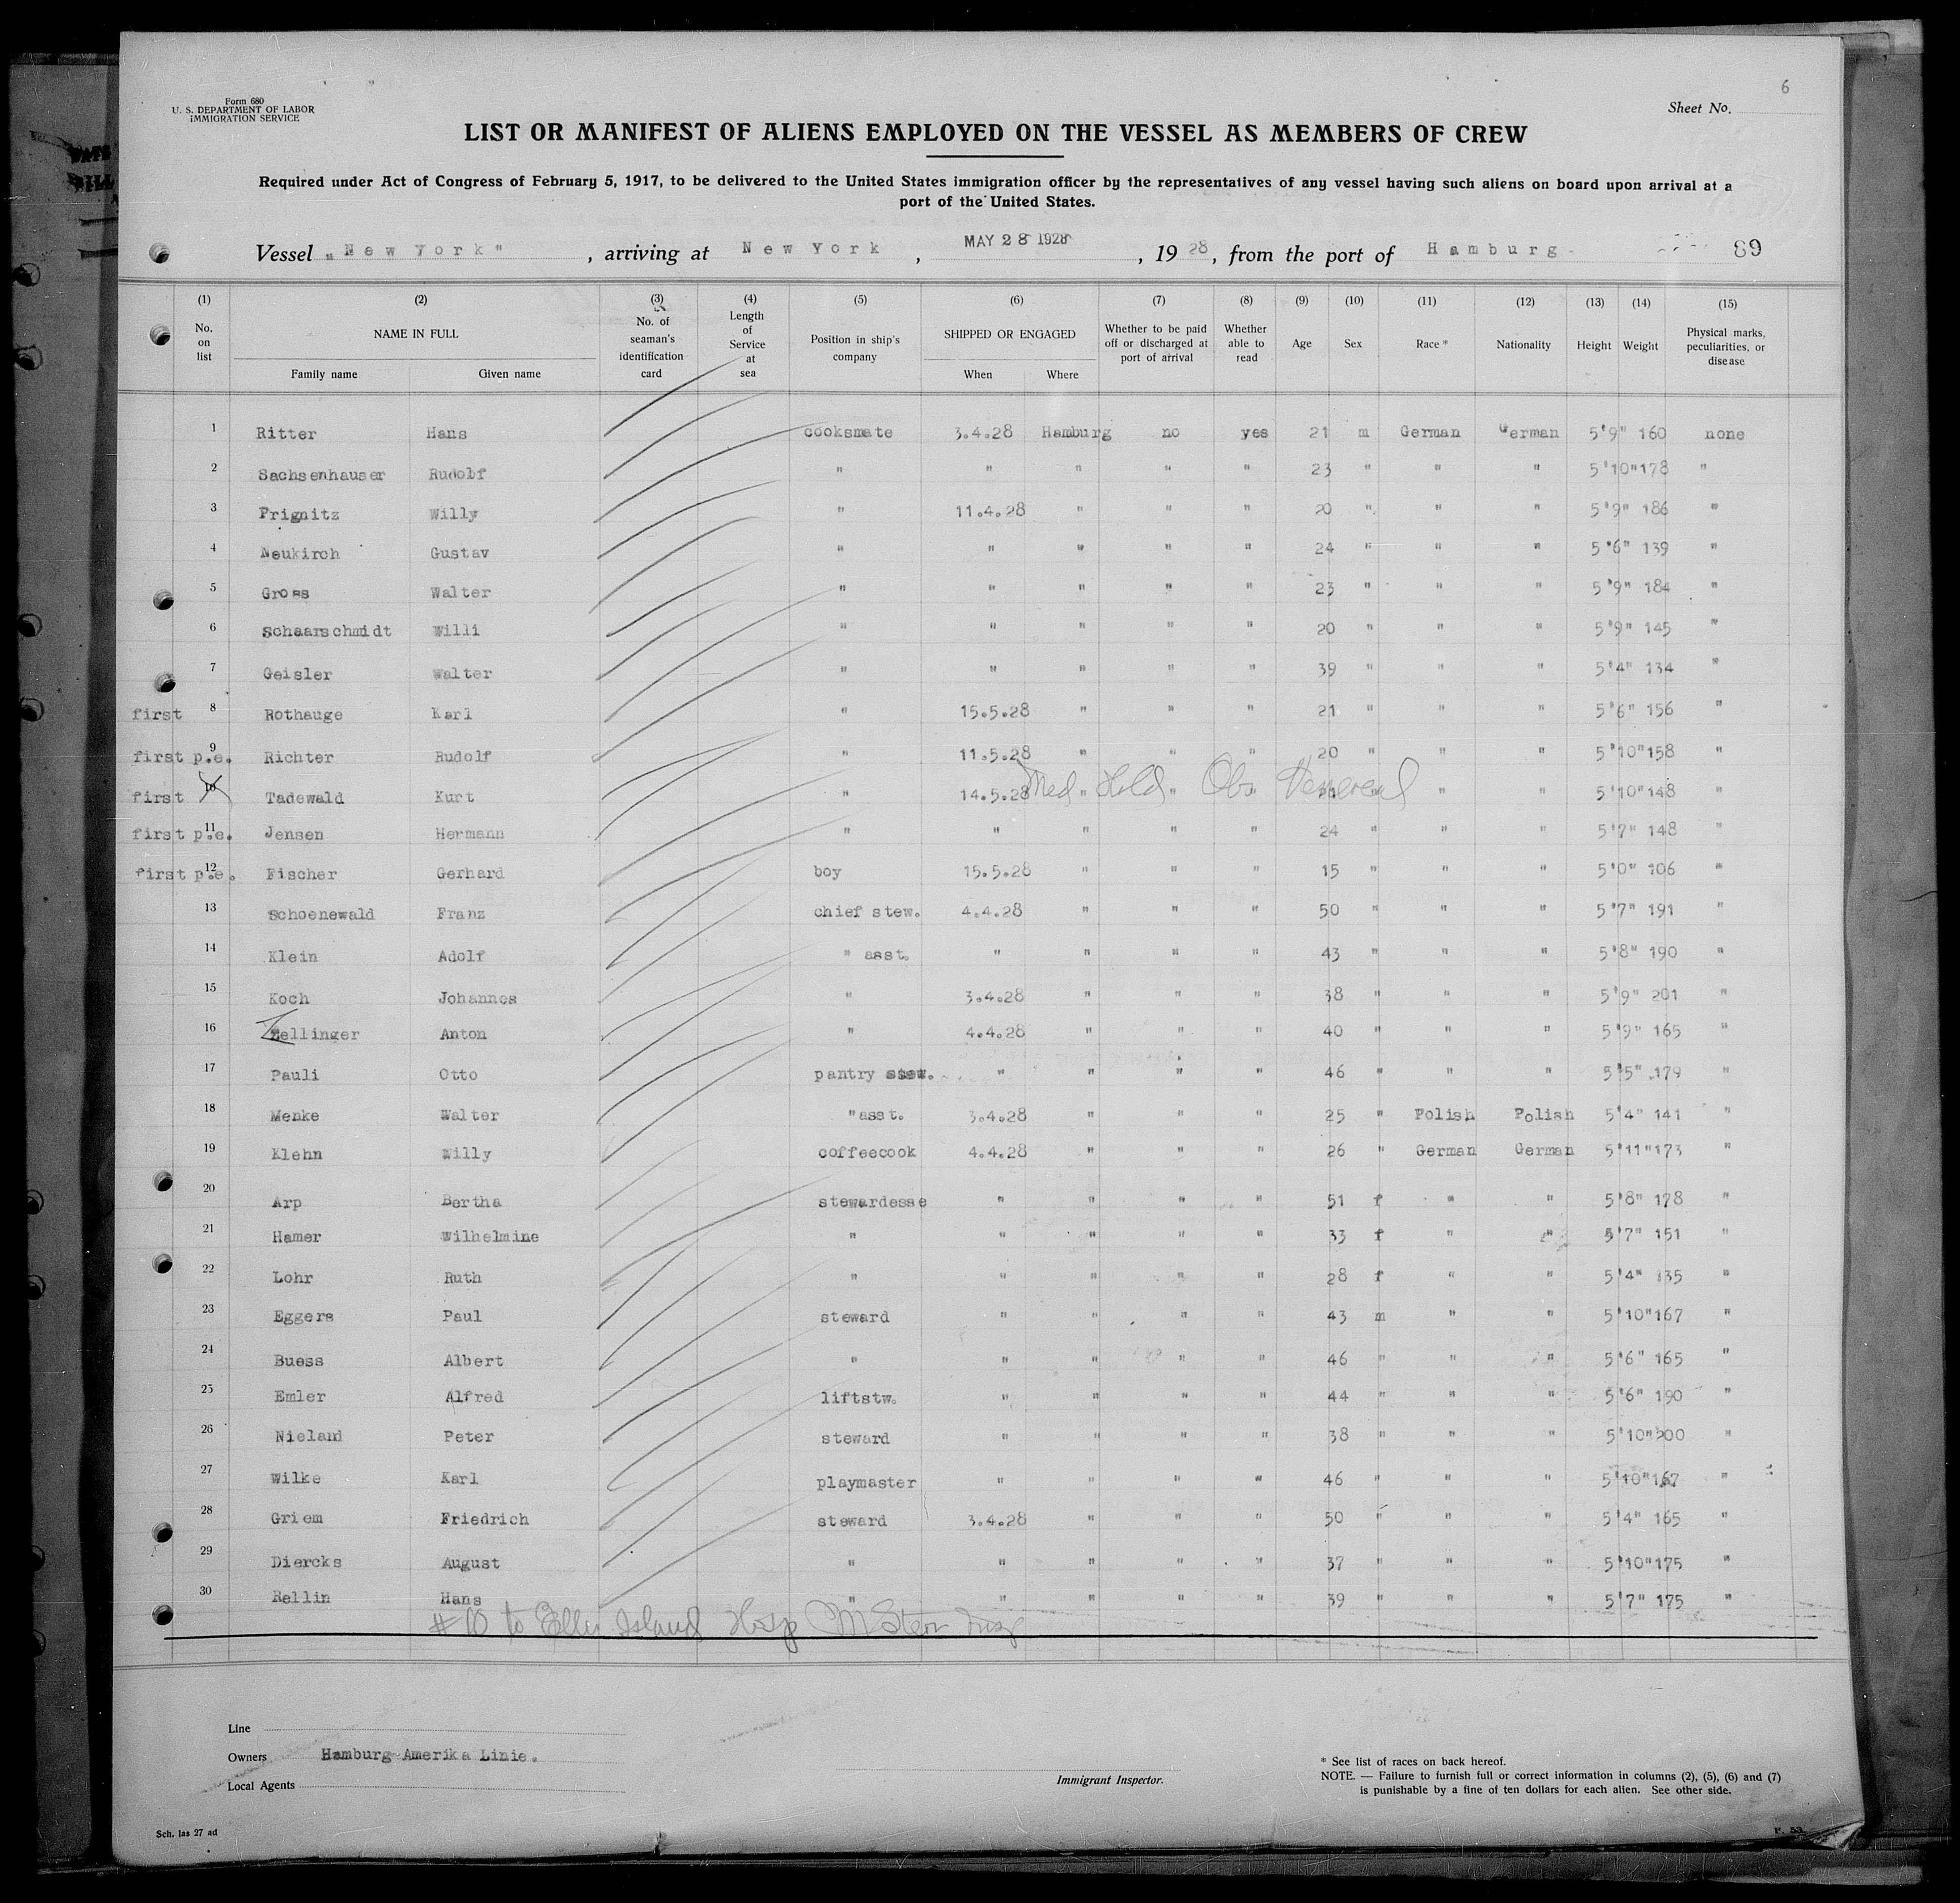 6
Form 680
U. S. DEPARTMENT OF LABOR
IMMIGRATION SERVICE
Sheet No.
LIST OR MANIFEST OF ALIENS EMPLOYED ON THE VESSEL AS MEMBERS OF CREW
Required under Act of Congress of February 5, 1917, to be delivered to the United States immigration officer by the representatives of any vessel having such aliens on board upon arrival at a
port of the United States.
Vessel „New York", arriving at New York, MAY 28 1928, 1928, from the port of Hamburg 89
(1) (2) (3) (4) (5) (6) (7) (8) (9) (10) (11) (12) (13) (14) (15)
No. on list NAME IN FULL No. of seaman's identification card Length of Service at sea Position in ship's company SHIPPED OR ENGAGED Whether to be paid off or discharged at port of arrival Whether able to read Age Sex Race * Nationality Height Weight Physical marks, peculiarities, or disease
Family name Given name When Where
1 Ritter Hans cooksmate 3.4.28 Hamburg no yes 21 m German German 5'9" 160 none
2 Sachsenhauser Rudolf " " " " " 23 " " " 5'10" 178 "
3 Prignitz Willy " 11.4.28 " " " 20 " " " 5'9" 186 "
4 Neukirch Gustav " " " " " 24 " " " 5'6" 139 "
5 Gross Walter " " " " " 23 " " " 5'9" 184 "
6 Schaarschmidt Willi " " " " " 20 " " " 5'9" 145 "
7 Geisler Walter " " " " " 39 " " " 5'4" 134 "
first 8 Rothauge Karl " 15.5.28 " " " 21 " " " 5'6" 156 "
first p.e. 9 Richter Rudolf " 11.5.28 " " " 20 " " " 5'10" 158 "
first 10 Tadewald Kurt " 14.5.28 Med Hold Obs Venereal " " " " " 5'10" 148 "
first p.e. 11 Jensen Hermann " " " " " 24 " " " 5'7" 148 "
first p.e. 12 Fischer Gerhard boy 15.5.28 " " " 15 " " " 5'0" 106 "
13 Schoenewald Franz chief stew. 4.4.28 " " " 50 " " " 5'7" 191 "
14 Klein Adolf " asst. " " " " 43 " " " 5'8" 190 "
15 Koch Johannes " 3.4.28 " " " 38 " " " 5'9" 201 "
16 Zellinger Anton " 4.4.28 " " " 40 " " " 5'9" 165 "
17 Pauli Otto pantry stew. " " " " 46 " " " 5'5" 179 "
18 Menke Walter " asst. 3.4.28 " " " 25 " Polish Polish 5'4" 141 "
19 Klehn Willy coffeecook 4.4.28 " " " 26 " German German 5'11" 173 "
20 Arp Bertha stewardesse " " " " 51 f " " 5'8" 178 "
21 Hamer Wilhelmine " " " " " 33 f " " 5'7" 151 "
22 Lohr Ruth " " " " " 28 f " " 5'4" 135 "
23 Eggers Paul steward " " " " 43 m " " 5'10" 167 "
24 Buess Albert " " " " " 46 " " " 5'6" 165 "
25 Emler Alfred liftstw. " " " " 44 " " " 5'6" 190 "
26 Nieland Peter steward " " " " 38 " " " 5'10" 200 "
27 Wilke Karl playmaster " " " " 46 " " " 5'10" 167 "
28 Griem Friedrich steward 3.4.28 " " " 50 " " " 5'4" 165 "
29 Diercks August " " " " " 37 " " " 5'10" 175 "
30 Rellin Hans " " " " " 39 " " " 5'7" 175 "
#10 to Ellis Island Hosp M Stern Insp
Line
Owners Hamburg-Amerika Linie.
Local Agents
Immigrant Inspector.
* See list of races on back hereof.
NOTE. — Failure to furnish full or correct information in columns (2), (5), (6) and (7)
is punishable by a fine of ten dollars for each alien. See other side.
Sch. las 27 ad
F. 53